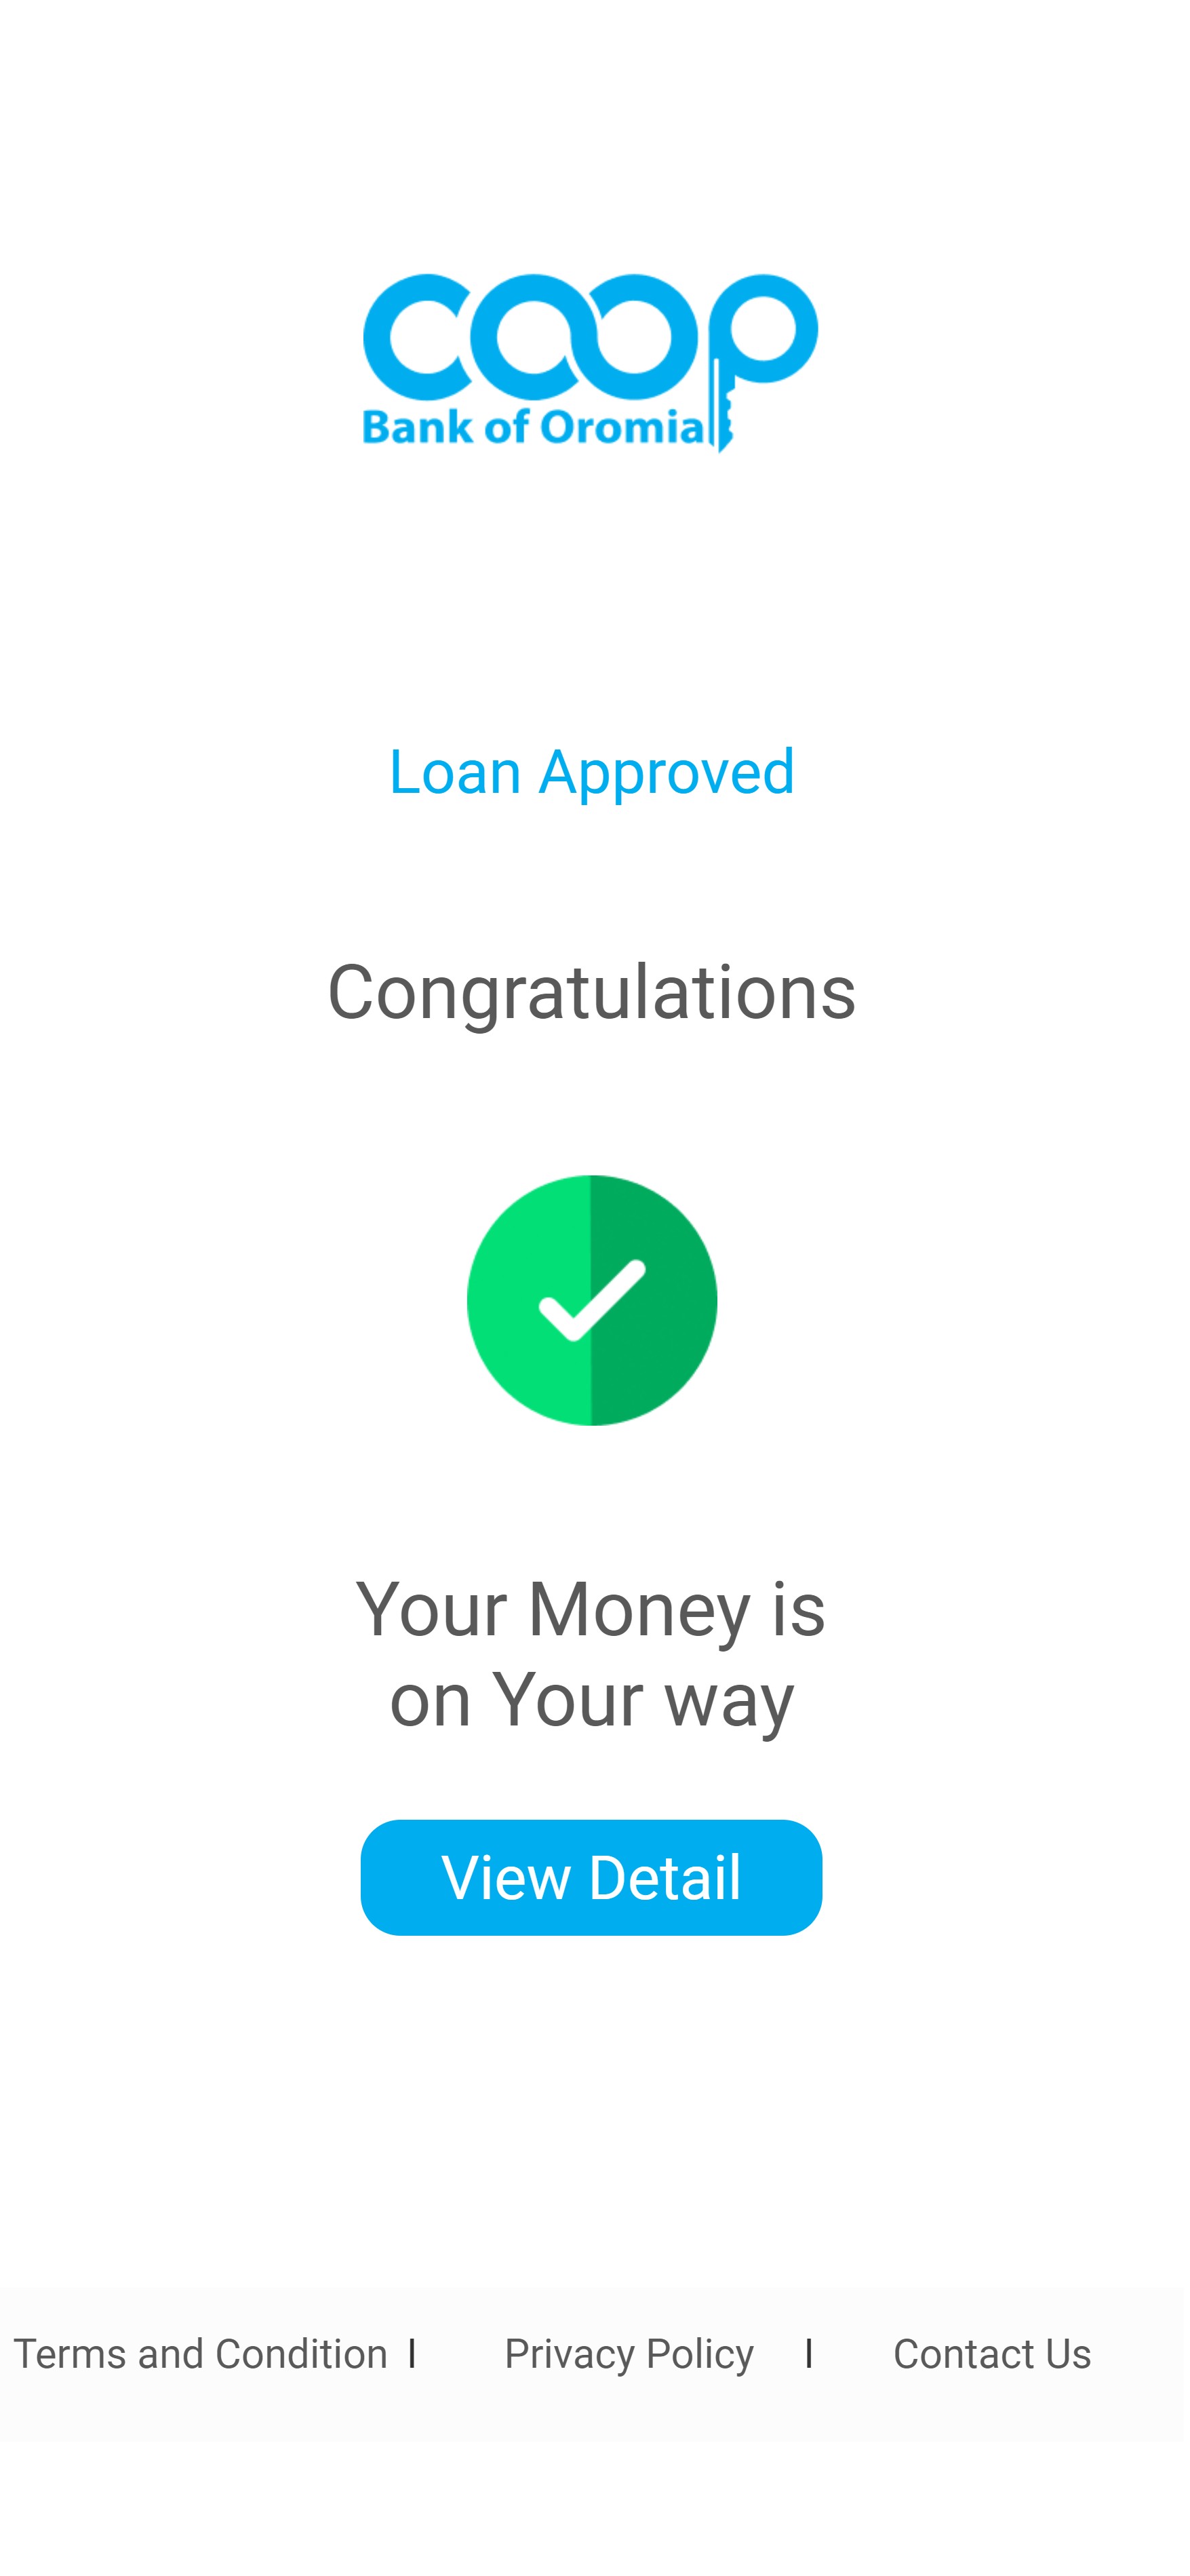 coop
Bank of Oromia
Loan Approved
Congratulations
Your Money is
on Your way
View Detail
Terms and Condition | Privacy Policy | Contact Us